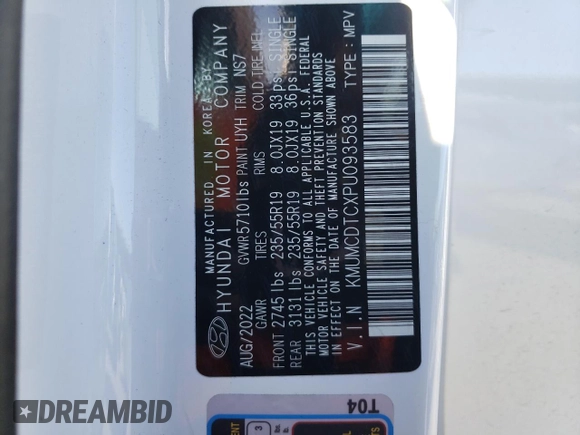 MANUFACTURED IN KOREA BY
HYUNDAI MOTOR COMPANY
AUG/2022 GVWR 5710lbs PAINT UYH TRIM NS7
GAWR TIRES RIMS COLD TIRE INFL
FRONT 2745 lbs 235/55R19 8.0JX19 33psi SINGLE
REAR 3131 lbs 235/55R19 8.0JX19 36psi SINGLE
THIS VEHICLE CONFORMS TO ALL APPLICABLE U.S.A. FEDERAL
MOTOR VEHICLE SAFETY AND THEFT PREVENTION STANDARDS
IN EFFECT ON THE DATE OF MANUFACTURE SHOWN ABOVE
V.I.N KMUMCDTCXPU093583 TYPE : MPV
T04
3
DREAMBID